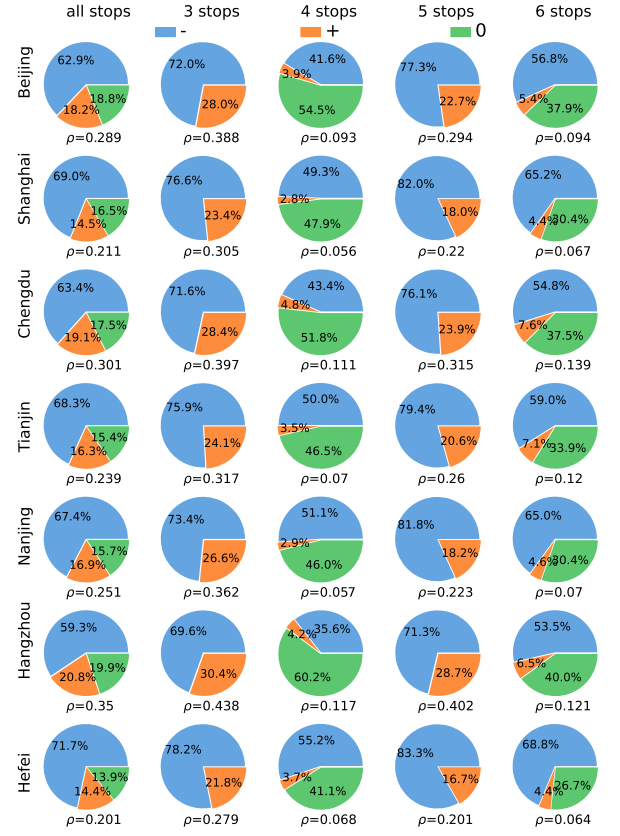 all stops 3 stops 4 stops 5 stops 6 stops
- + 0
Beijing
62.9% 18.2% 18.8%
72.0% 28.0%
41.6% 3.9% 54.5%
77.3% 22.7%
56.8% 5.4% 37.9%
ρ=0.289 ρ=0.388 ρ=0.093 ρ=0.294 ρ=0.094
Shanghai
69.0% 14.5% 16.5%
76.6% 23.4%
49.3% 2.8% 47.9%
82.0% 18.0%
65.2% 4.4% 30.4%
ρ=0.211 ρ=0.305 ρ=0.056 ρ=0.22 ρ=0.067
Chengdu
63.4% 19.1% 17.5%
71.6% 28.4%
43.4% 4.8% 51.8%
76.1% 23.9%
54.8% 7.6% 37.5%
ρ=0.301 ρ=0.397 ρ=0.111 ρ=0.315 ρ=0.139
Tianjin
68.3% 16.3% 15.4%
75.9% 24.1%
50.0% 3.5% 46.5%
79.4% 20.6%
59.0% 7.1% 33.9%
ρ=0.239 ρ=0.317 ρ=0.07 ρ=0.26 ρ=0.12
Nanjing
67.4% 16.9% 15.7%
73.4% 26.6%
51.1% 2.9% 46.0%
81.8% 18.2%
65.0% 4.6% 30.4%
ρ=0.251 ρ=0.362 ρ=0.057 ρ=0.223 ρ=0.07
Hangzhou
59.3% 20.8% 19.9%
69.6% 30.4%
35.6% 4.2% 60.2%
71.3% 28.7%
53.5% 6.5% 40.0%
ρ=0.35 ρ=0.438 ρ=0.117 ρ=0.402 ρ=0.121
Hefei
71.7% 14.4% 13.9%
78.2% 21.8%
55.2% 3.7% 41.1%
83.3% 16.7%
68.8% 4.4% 26.7%
ρ=0.201 ρ=0.279 ρ=0.068 ρ=0.201 ρ=0.064